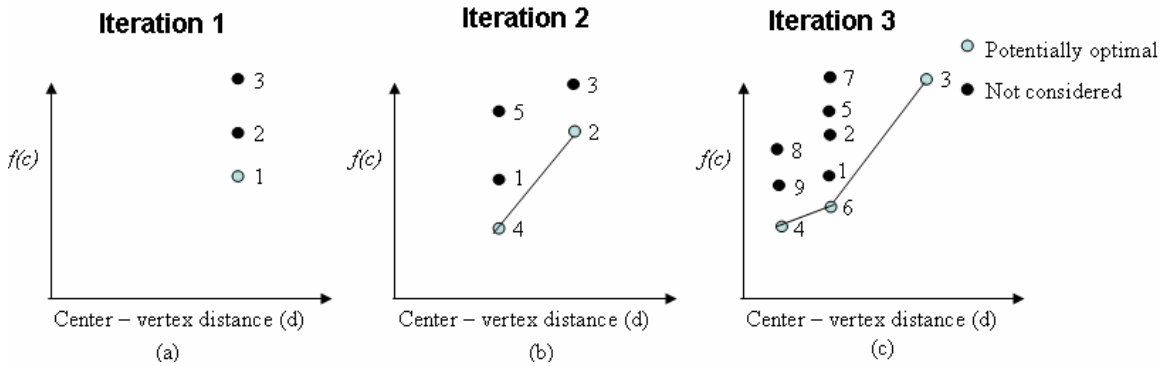 Iteration 1
3
2
1
f(c)
Center – vertex distance (d)
(a)
Iteration 2
3
5
2
1
4
f(c)
Center – vertex distance (d)
(b)
Iteration 3
7
3
5
2
8
1
9
6
4
f(c)
Center – vertex distance (d)
(c)
Potentially optimal
Not considered